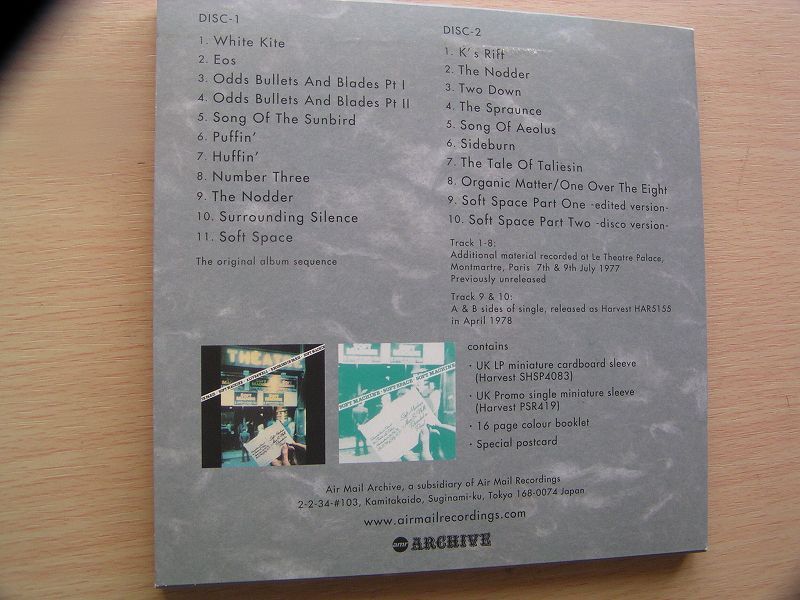 DISC-1
1. White Kite
2. Eos
3. Odds Bullets And Blades Pt I
4. Odds Bullets And Blades Pt II
5. Song Of The Sunbird
6. Puffin'
7. Huffin'
8. Number Three
9. The Nodder
10. Surrounding Silence
11. Soft Space
The original album sequence
DISC-2
1. K's Rift
2. The Nodder
3. Two Down
4. The Spraunce
5. Song Of Aeolus
6. Sideburn
7. The Tale Of Taliesin
8. Organic Matter/One Over The Eight
9. Soft Space Part One -edited version-
10. Soft Space Part Two -disco version-
Track 1-8:
Additional material recorded at Le Theatre Palace,
Montmartre, Paris 7th & 9th July 1977
Previously unreleased
Track 9 & 10:
A & B sides of single, released as Harvest HAR5155
in April 1978
THEATRE
SOFT MACHINE
contains
· UK LP miniature cardboard sleeve
(Harvest SHSP4083)
· UK Promo single miniature sleeve
(Harvest PSR419)
· 16 page colour booklet
· Special postcard
Air Mail Archive, a subsidiary of Air Mail Recordings
2-2-34-#103, Kamitakaido, Suginami-ku, Tokyo 168-0074 Japan
www.airmailrecordings.com
amr ARCHIVE